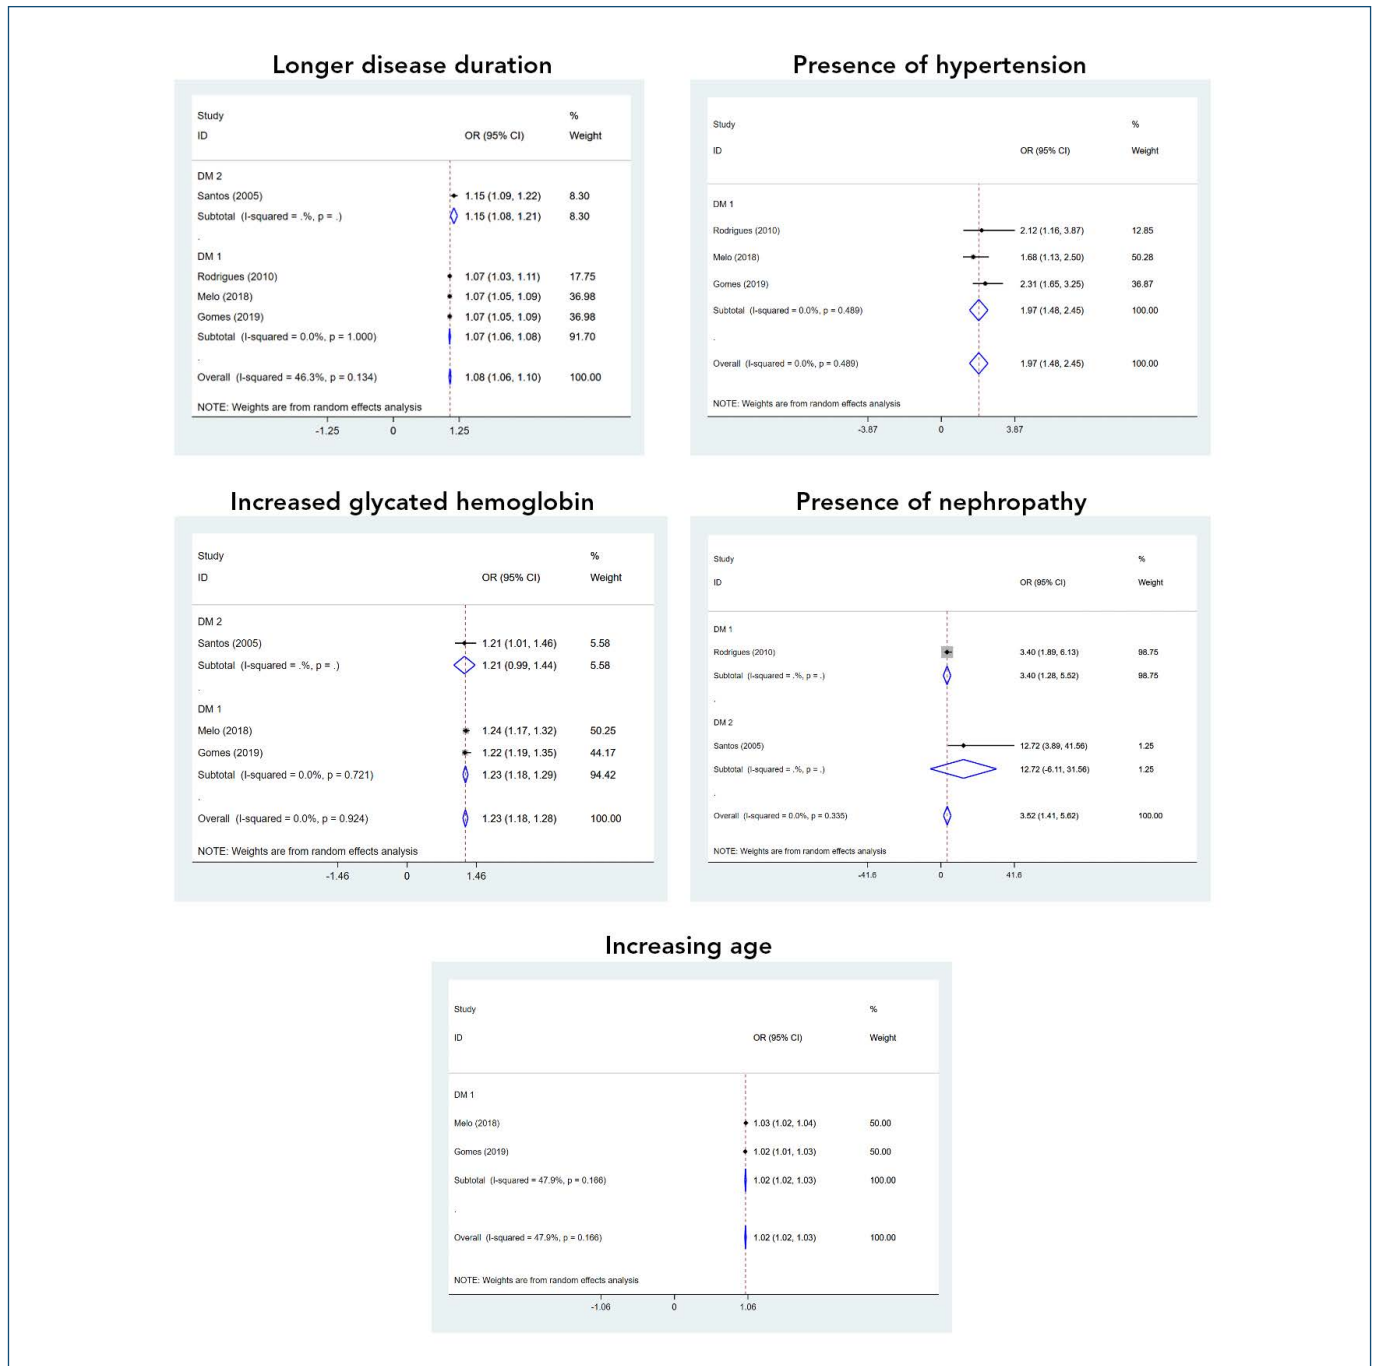 Longer disease duration
Study %
ID OR (95% CI) Weight
DM 2
Santos (2005) 1.15 (1.09, 1.22) 8.30
Subtotal (I-squared = .%, p = .) 1.15 (1.08, 1.21) 8.30
.
DM 1
Rodrigues (2010) 1.07 (1.03, 1.11) 17.75
Melo (2018) 1.07 (1.05, 1.09) 36.98
Gomes (2019) 1.07 (1.05, 1.09) 36.98
Subtotal (I-squared = 0.0%, p = 1.000) 1.07 (1.06, 1.08) 91.70
.
Overall (I-squared = 46.3%, p = 0.134) 1.08 (1.06, 1.10) 100.00
NOTE: Weights are from random effects analysis
-1.25 0 1.25
Presence of hypertension
Study %
ID OR (95% CI) Weight
DM 1
Rodrigues (2010) 2.12 (1.16, 3.87) 12.85
Melo (2018) 1.68 (1.13, 2.50) 50.28
Gomes (2019) 2.31 (1.65, 3.25) 36.87
Subtotal (I-squared = 0.0%, p = 0.489) 1.97 (1.48, 2.45) 100.00
.
Overall (I-squared = 0.0%, p = 0.489) 1.97 (1.48, 2.45) 100.00
NOTE: Weights are from random effects analysis
-3.87 0 3.87
Increased glycated hemoglobin
Study %
ID OR (95% CI) Weight
DM 2
Santos (2005) 1.21 (1.01, 1.46) 5.58
Subtotal (I-squared = .%, p = .) 1.21 (0.99, 1.44) 5.58
.
DM 1
Melo (2018) 1.24 (1.17, 1.32) 50.25
Gomes (2019) 1.22 (1.19, 1.35) 44.17
Subtotal (I-squared = 0.0%, p = 0.721) 1.23 (1.18, 1.29) 94.42
.
Overall (I-squared = 0.0%, p = 0.924) 1.23 (1.18, 1.28) 100.00
NOTE: Weights are from random effects analysis
-1.46 0 1.46
Presence of nephropathy
Study %
ID OR (95% CI) Weight
DM 1
Rodrigues (2010) 3.40 (1.89, 6.13) 98.75
Subtotal (I-squared = .%, p = .) 3.40 (1.28, 5.52) 98.75
.
DM 2
Santos (2005) 12.72 (3.89, 41.56) 1.25
Subtotal (I-squared = .%, p = .) 12.72 (-6.11, 31.56) 1.25
.
Overall (I-squared = 0.0%, p = 0.335) 3.52 (1.41, 5.62) 100.00
NOTE: Weights are from random effects analysis
-41.6 0 41.6
Increasing age
Study %
ID OR (95% CI) Weight
DM 1
Melo (2018) 1.03 (1.02, 1.04) 50.00
Gomes (2019) 1.02 (1.01, 1.03) 50.00
Subtotal (I-squared = 47.9%, p = 0.166) 1.02 (1.02, 1.03) 100.00
.
Overall (I-squared = 47.9%, p = 0.166) 1.02 (1.02, 1.03) 100.00
NOTE: Weights are from random effects analysis
-1.06 0 1.06